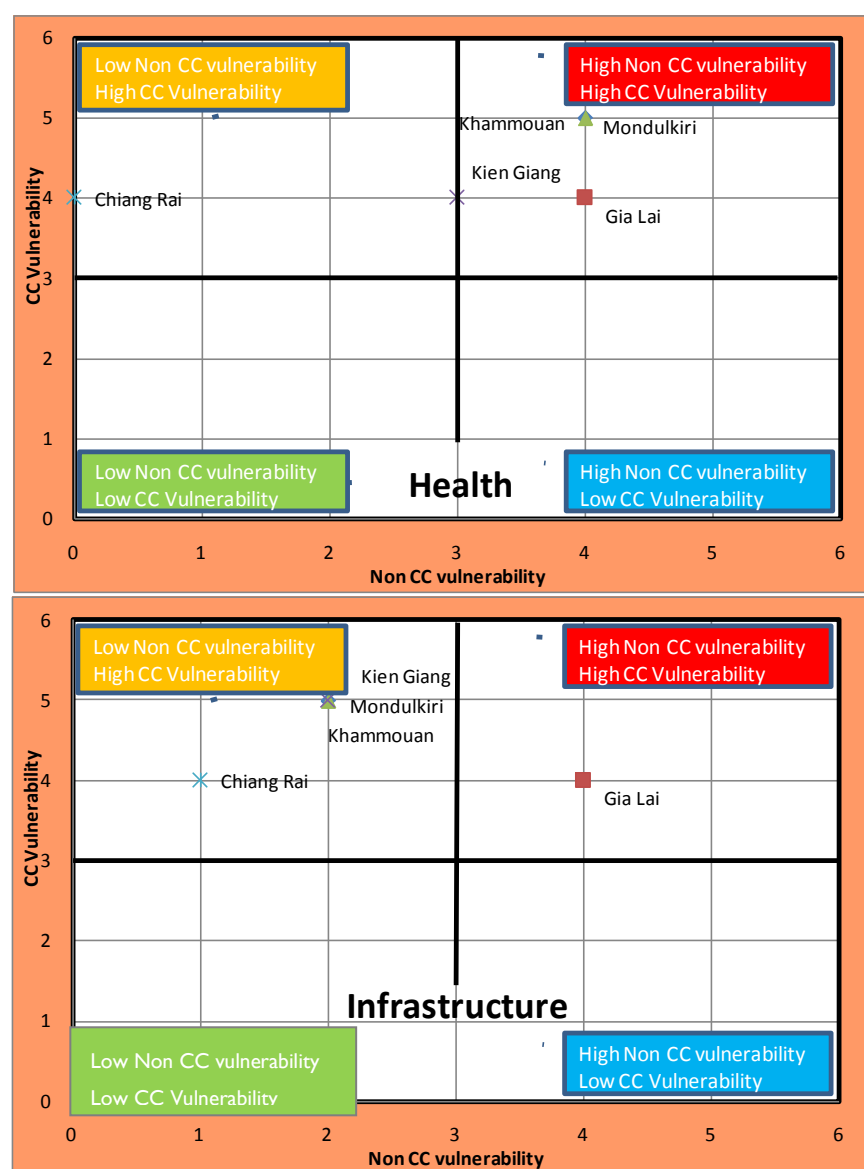 6
Low Non CC vulnerability
High CC Vulnerability
High Non CC vulnerability
High CC Vulnerability
5
Khammouan
Mondulkiri
Kien Giang
4
Chiang Rai
Gia Lai
CC Vulnerability
3
2
1
Low Non CC vulnerability
Low CC Vulnerability
Health
High Non CC vulnerability
Low CC Vulnerability
0
0 1 2 3 4 5 6
Non CC vulnerability
6
Low Non CC vulnerability
High CC Vulnerability
High Non CC vulnerability
High CC Vulnerability
Kien Giang
5
Mondulkiri
Khammouan
4
Chiang Rai
Gia Lai
CC Vulnerability
3
2
Infrastructure
1
Low Non CC vulnerability
Low CC Vulnerability
High Non CC vulnerability
Low CC Vulnerability
0
0 1 2 3 4 5 6
Non CC vulnerability